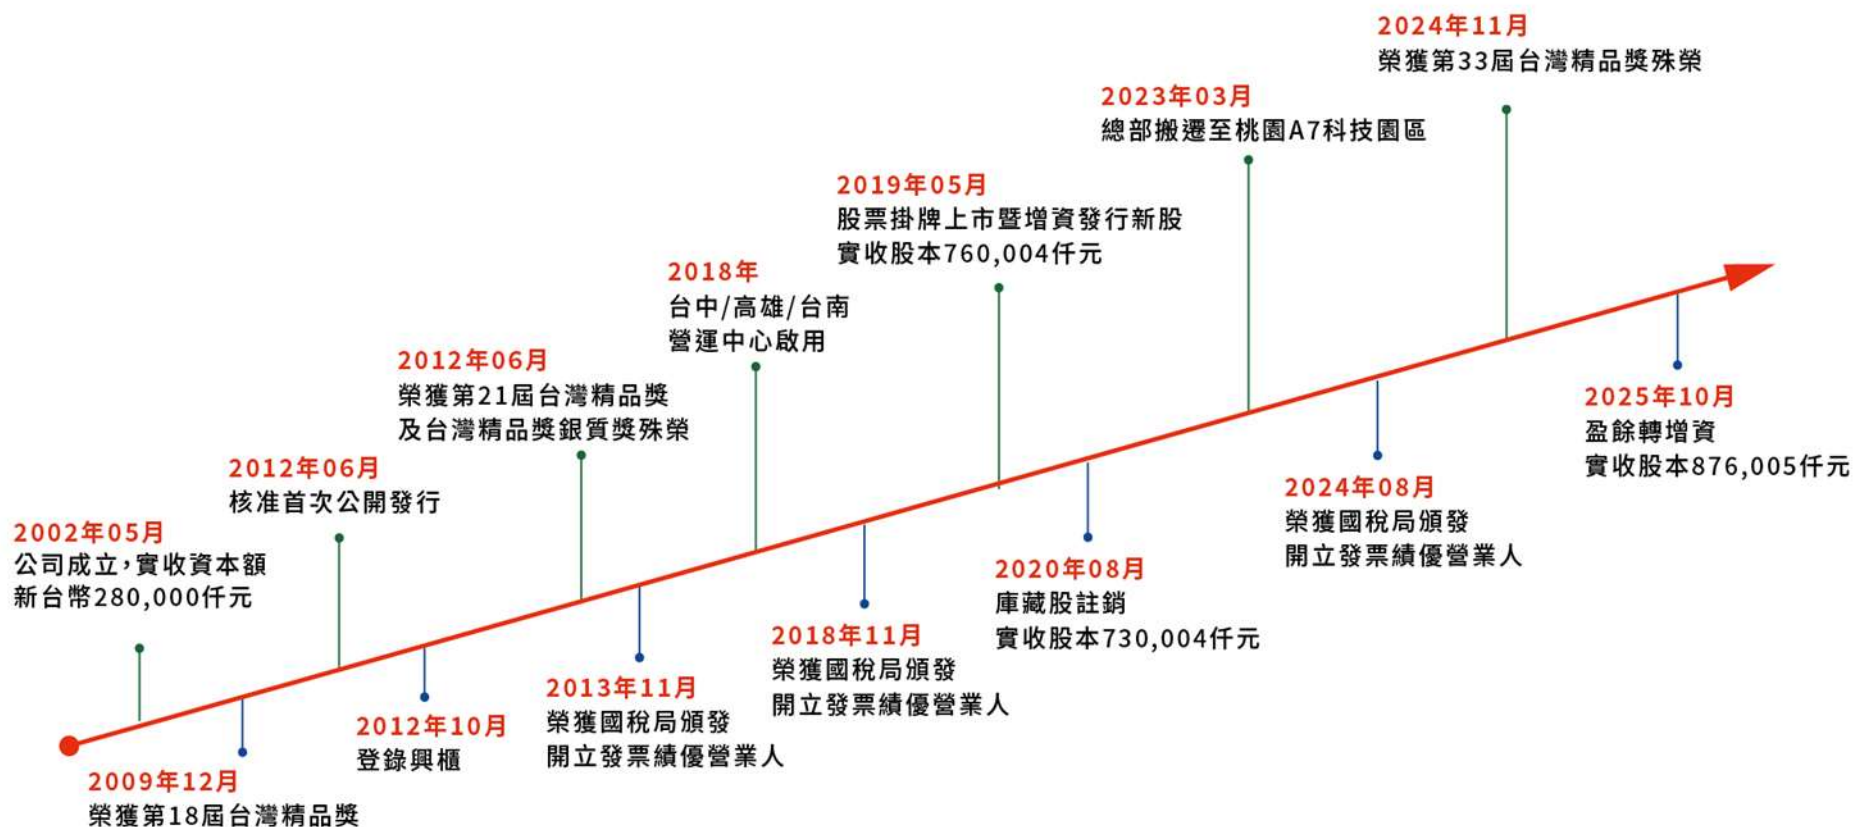 2002年05月
公司成立,實收資本額
新台幣280,000仟元
2009年12月
榮獲第18屆台灣精品獎
2012年06月
核准首次公開發行
2012年10月
登錄興櫃
2012年06月
榮獲第21屆台灣精品獎
及台灣精品獎銀質獎殊榮
2013年11月
榮獲國稅局頒發
開立發票績優營業人
2018年
台中/高雄/台南
營運中心啟用
2018年11月
榮獲國稅局頒發
開立發票績優營業人
2019年05月
股票掛牌上市暨增資發行新股
實收股本760,004仟元
2020年08月
庫藏股註銷
實收股本730,004仟元
2023年03月
總部搬遷至桃園A7科技園區
2024年08月
榮獲國稅局頒發
開立發票績優營業人
2024年11月
榮獲第33屆台灣精品獎殊榮
2025年10月
盈餘轉增資
實收股本876,005仟元